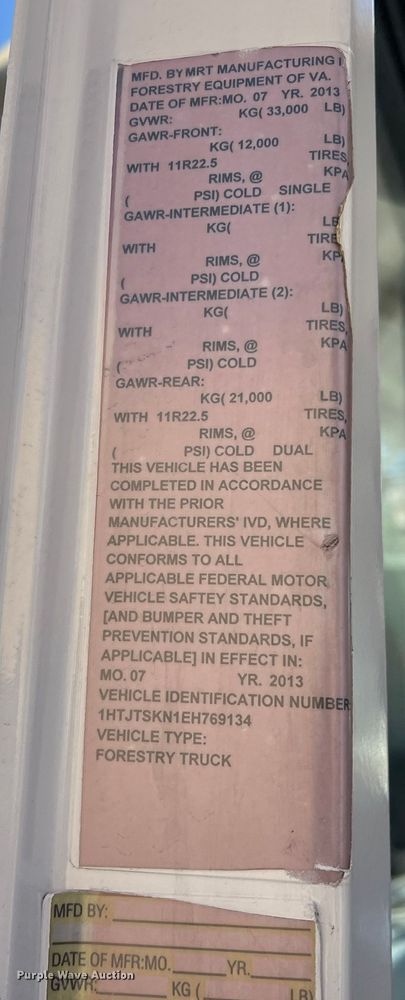 MFD. BY MRT MANUFACTURING I
FORESTRY EQUIPMENT OF VA.
DATE OF MFR:MO. 07 YR. 2013
GVWR: KG( 33,000 LB)
GAWR-FRONT:
KG( 12,000 LB)
WITH 11R22.5 TIRES,
RIMS, @ KPA
( PSI) COLD SINGLE
GAWR-INTERMEDIATE (1):
KG( LB
WITH TIRE
RIMS, @ KP
( PSI) COLD
GAWR-INTERMEDIATE (2):
KG( LB)
WITH TIRES,
RIMS, @ KPA
( PSI) COLD
GAWR-REAR:
KG( 21,000 LB)
WITH 11R22.5 TIRES,
RIMS, @ KPA
( PSI) COLD DUAL
THIS VEHICLE HAS BEEN
COMPLETED IN ACCORDANCE
WITH THE PRIOR
MANUFACTURERS' IVD, WHERE
APPLICABLE. THIS VEHICLE
CONFORMS TO ALL
APPLICABLE FEDERAL MOTOR
VEHICLE SAFTEY STANDARDS,
[AND BUMPER AND THEFT
PREVENTION STANDARDS, IF
APPLICABLE] IN EFFECT IN:
MO. 07 YR. 2013
VEHICLE IDENTIFICATION NUMBER
1HTJTSKN1EH769134
VEHICLE TYPE:
FORESTRY TRUCK
MFD BY:
DATE OF MFR:MO. YR.
GVWR: KG ( LB)
Purple Wave Auction